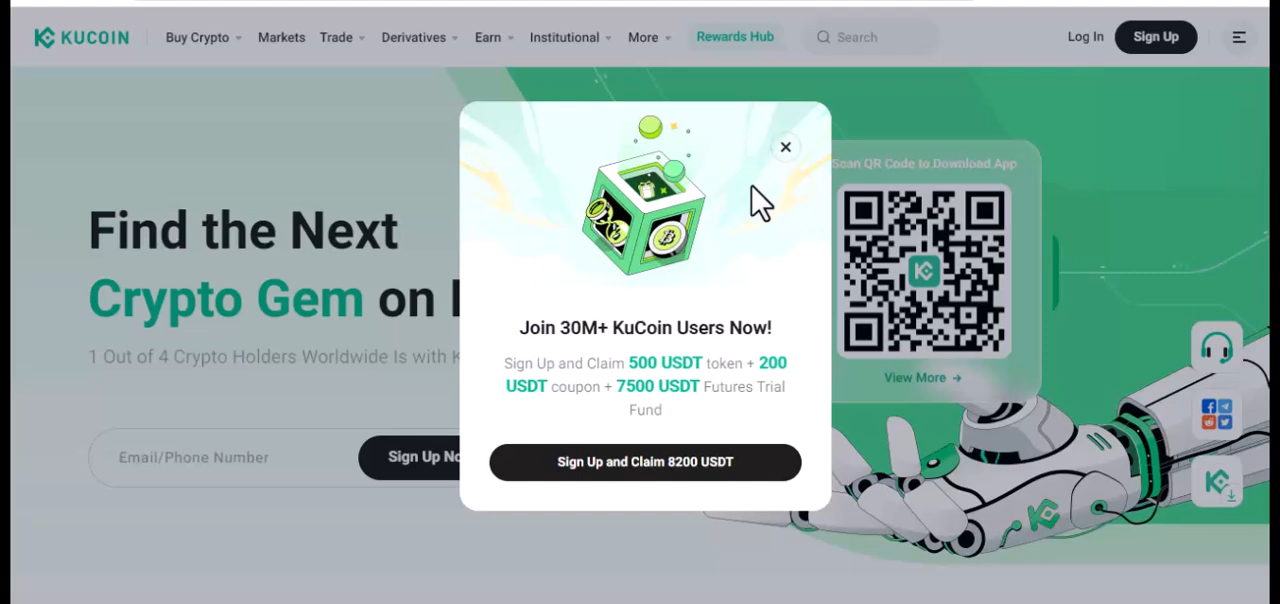 KUCOIN
Buy Crypto Markets Trade Derivatives Earn Institutional More Rewards Hub Search Log In Sign Up
Scan QR Code to Download App
Find the Next
Crypto Gem on
1 Out of 4 Crypto Holders Worldwide Is with
View More →
Email/Phone Number
Sign Up
Join 30M+ KuCoin Users Now!
Sign Up and Claim 500 USDT token + 200
USDT coupon + 7500 USDT Futures Trial
Fund
Sign Up and Claim 8200 USDT